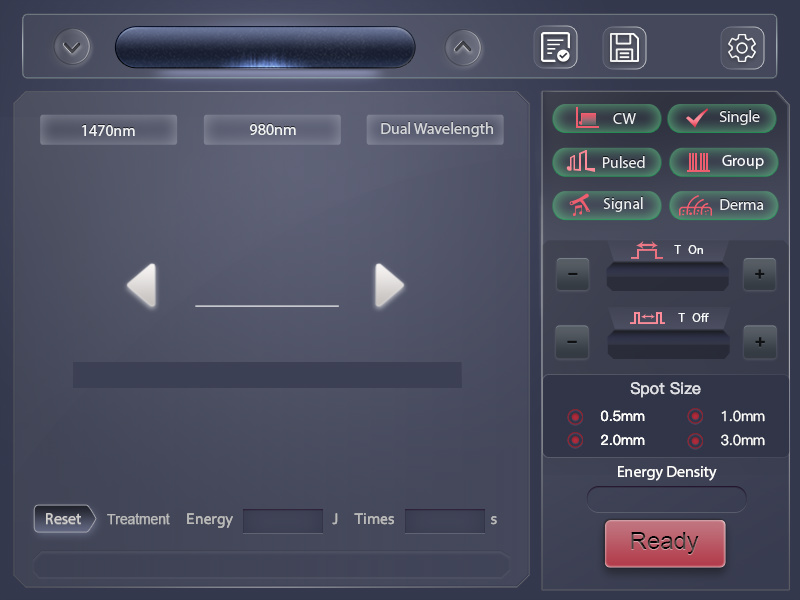 1470nm
980nm
Dual Wavelength
CW
Single
Pulsed
Group
Signal
Derma
T On
−
+
T Off
−
+
Spot Size
0.5mm
1.0mm
2.0mm
3.0mm
Energy Density
Reset Treatment Energy J Times s
Ready